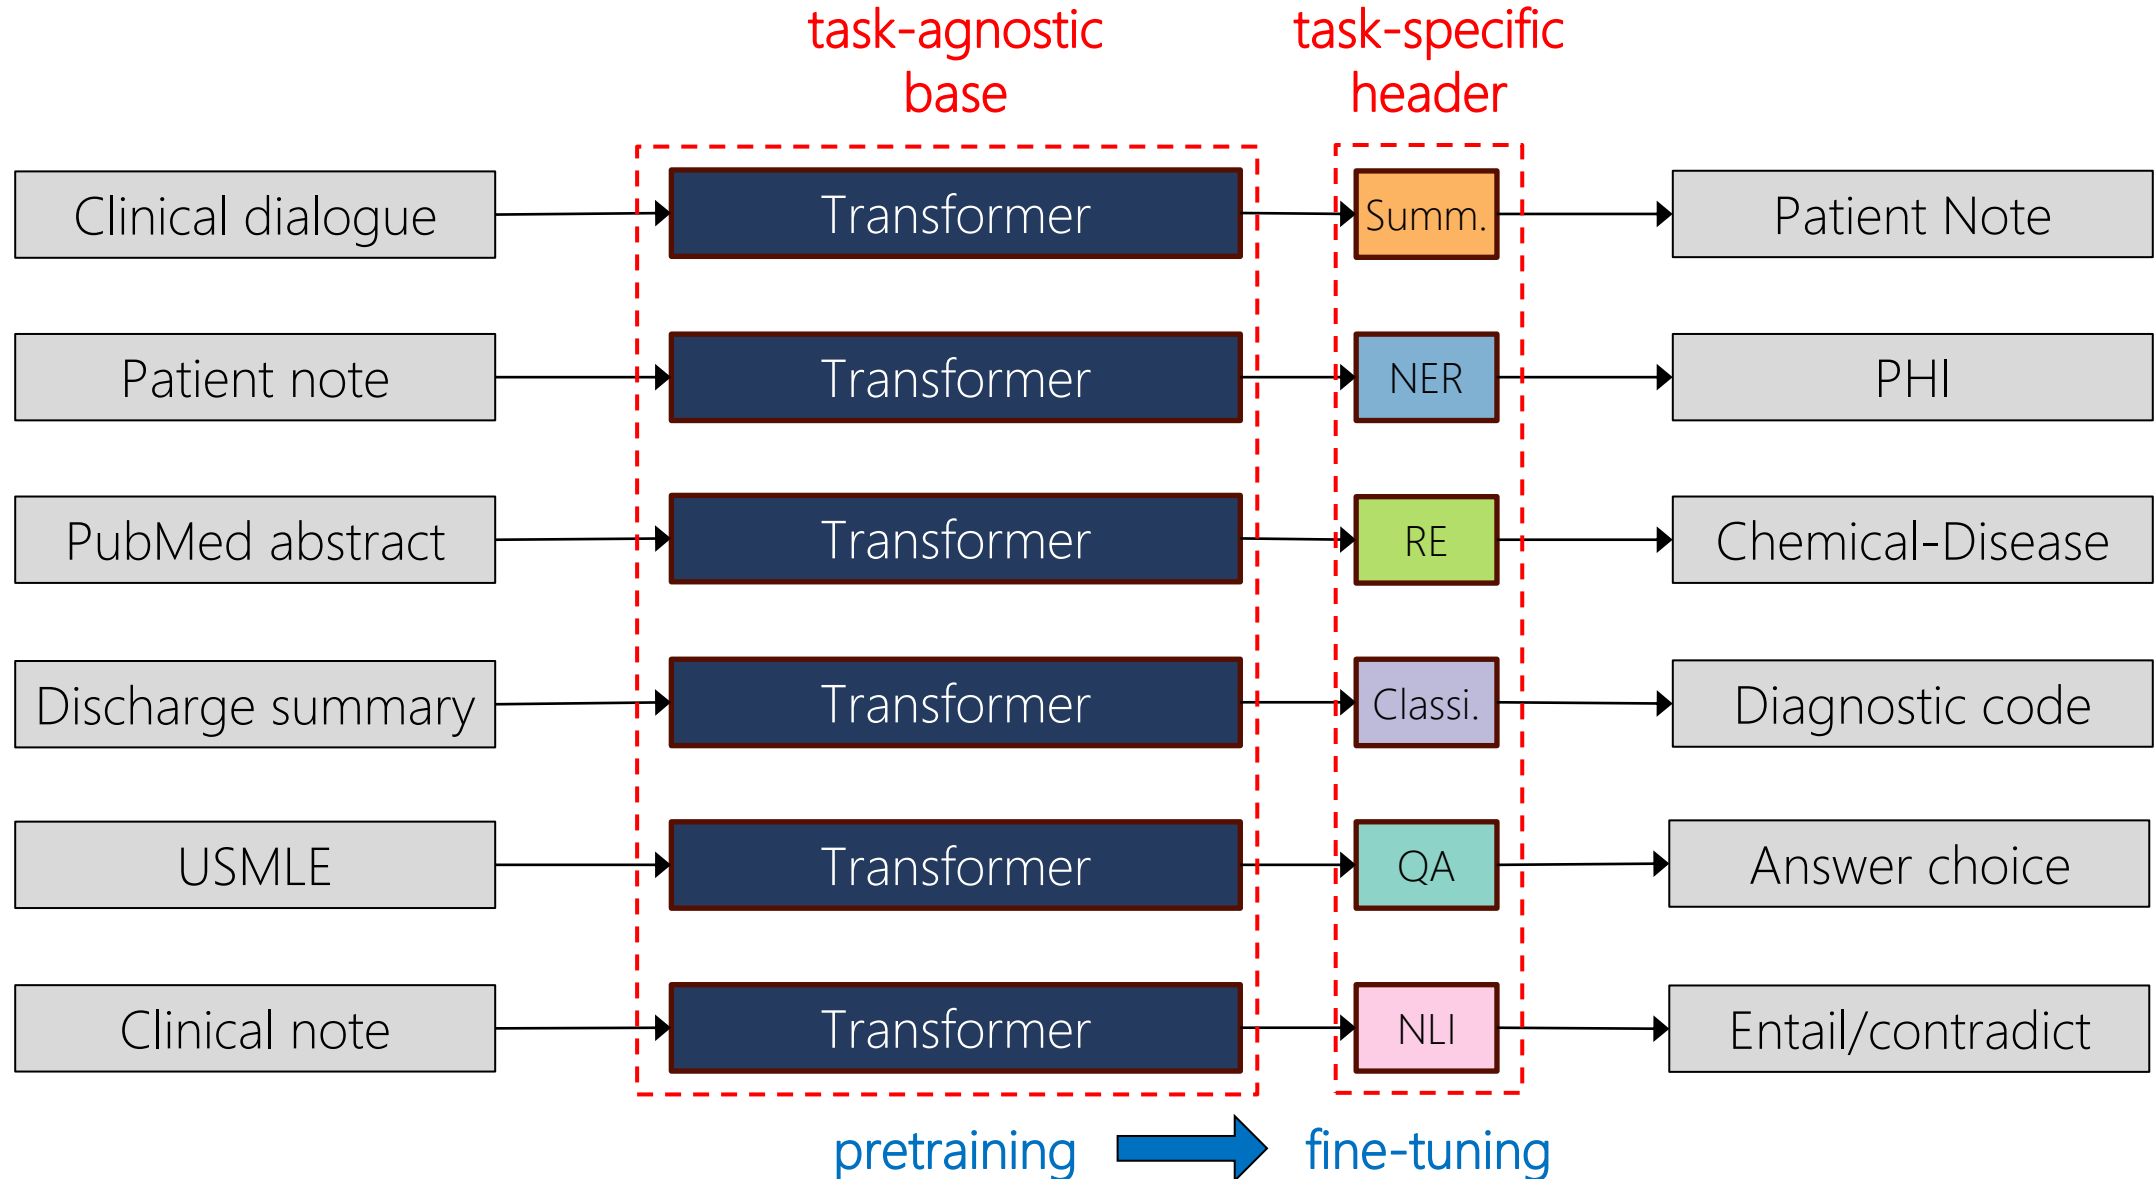 task-agnostic
base
task-specific
header
Clinical dialogue
Transformer
Summ.
Patient Note
Patient note
Transformer
NER
PHI
PubMed abstract
Transformer
RE
Chemical-Disease
Discharge summary
Transformer
Classi.
Diagnostic code
USMLE
Transformer
QA
Answer choice
Clinical note
Transformer
NLI
Entail/contradict
pretraining
fine-tuning